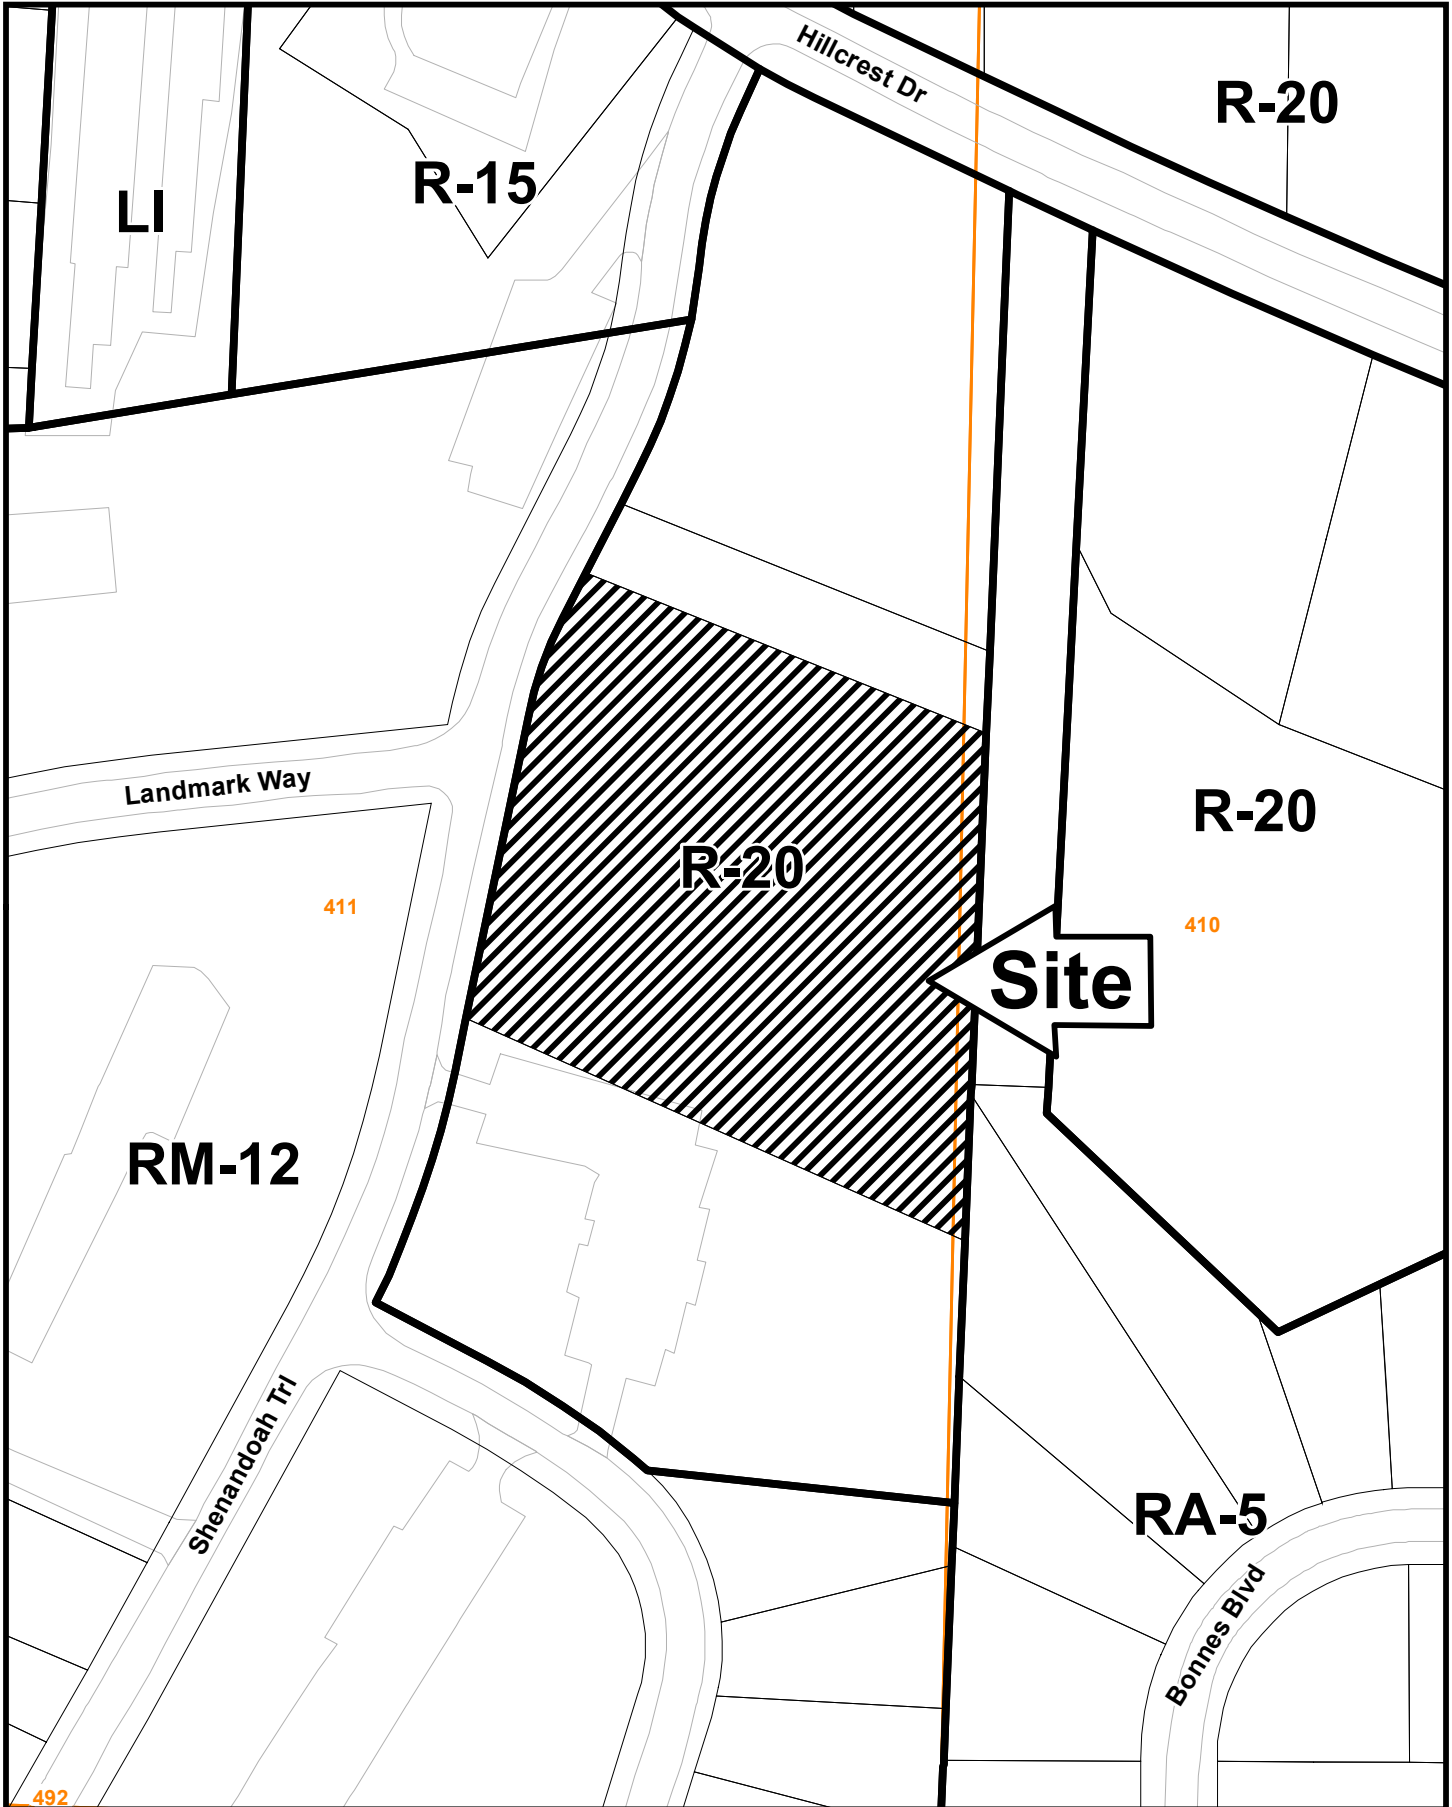 Hillcrest Dr
R-20
R-15
LI
Landmark Way
R-20
R-20
411
410
Site
RM-12
Shenandoah Trl
RA-5
Bonnes Blvd
492